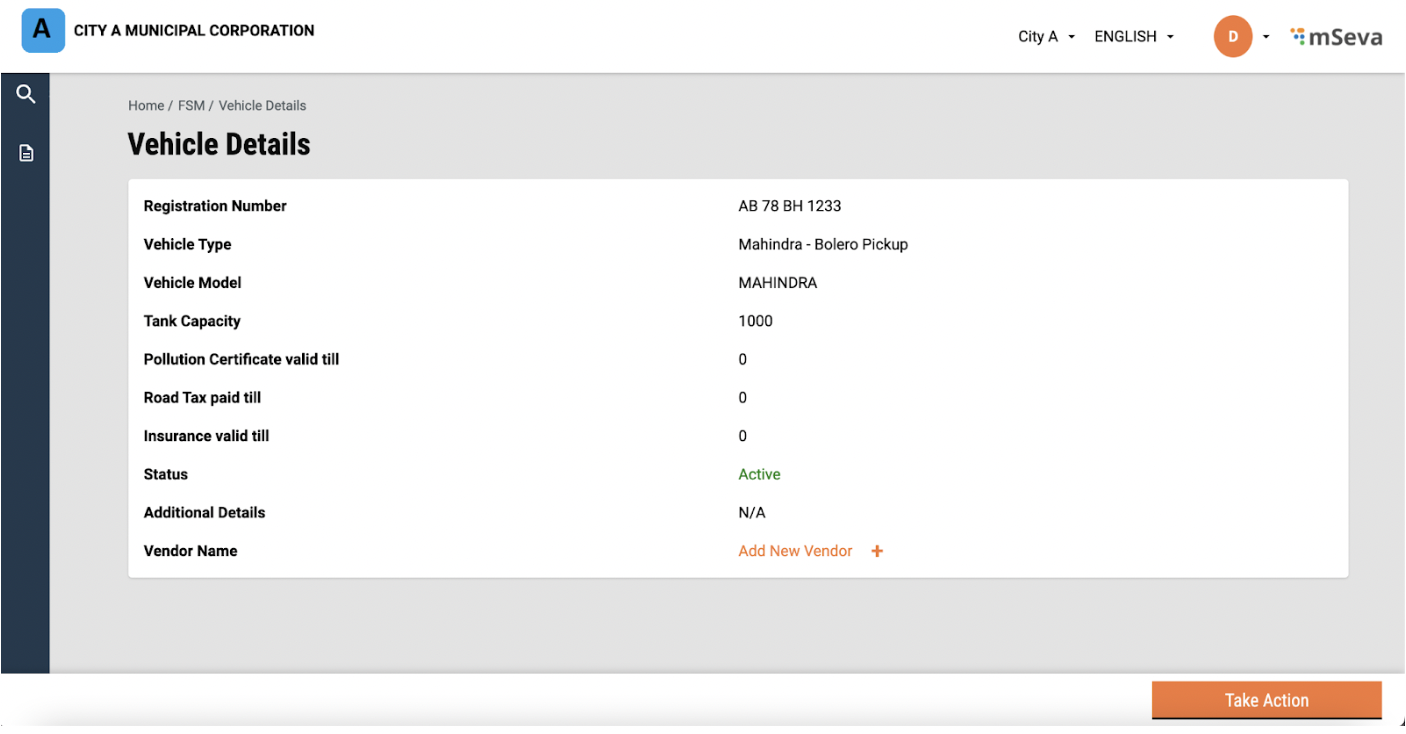 A CITY A MUNICIPAL CORPORATION City A ENGLISH D mSeva
Home / FSM / Vehicle Details
Vehicle Details
Registration Number AB 78 BH 1233
Vehicle Type Mahindra - Bolero Pickup
Vehicle Model MAHINDRA
Tank Capacity 1000
Pollution Certificate valid till 0
Road Tax paid till 0
Insurance valid till 0
Status Active
Additional Details N/A
Vendor Name Add New Vendor +
Take Action